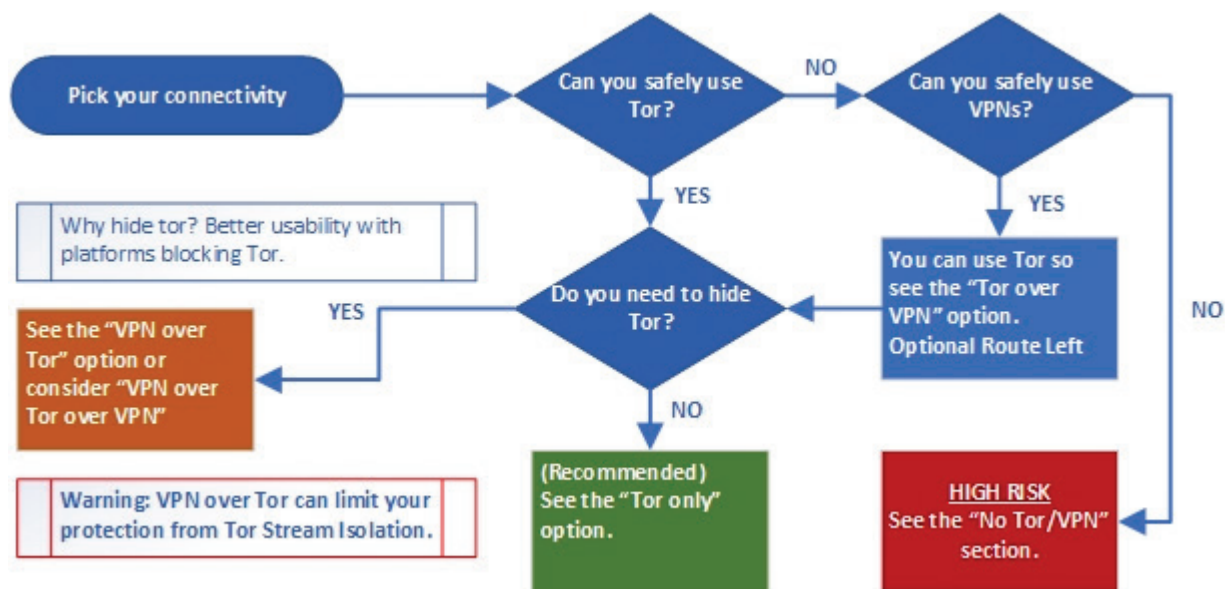 Pick your connectivity
Can you safely use
Tor?
NO
Can you safely use
VPNs?
YES
YES
Why hide tor? Better usability with
platforms blocking Tor.
You can use Tor so
see the “Tor over
VPN” option.
Optional Route Left
Do you need to hide
Tor?
YES
NO
See the “VPN over
Tor” option or
consider “VPN over
Tor over VPN”
NO
Warning: VPN over Tor can limit your
protection from Tor Stream Isolation.
(Recommended)
See the “Tor only”
option.
HIGH RISK
See the “No Tor/VPN”
section.